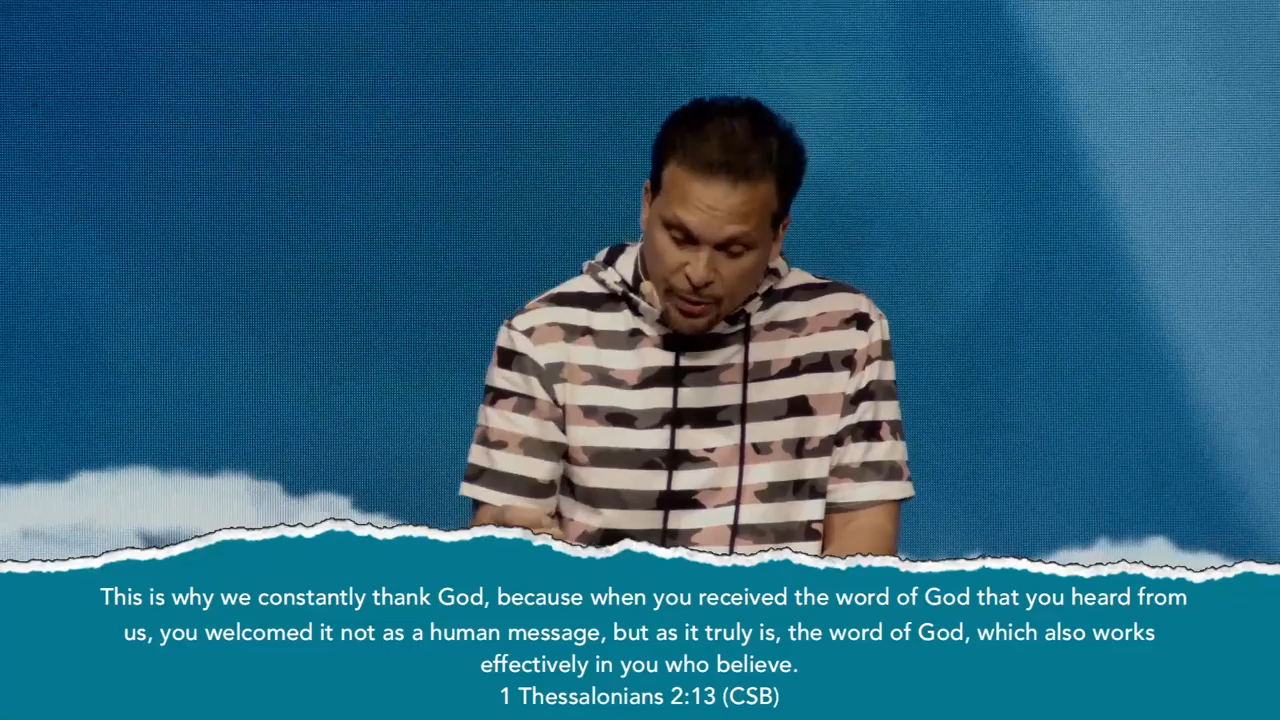 This is why we constantly thank God, because when you received the word of God that you heard from
us, you welcomed it not as a human message, but as it truly is, the word of God, which also works
effectively in you who believe.
1 Thessalonians 2:13 (CSB)